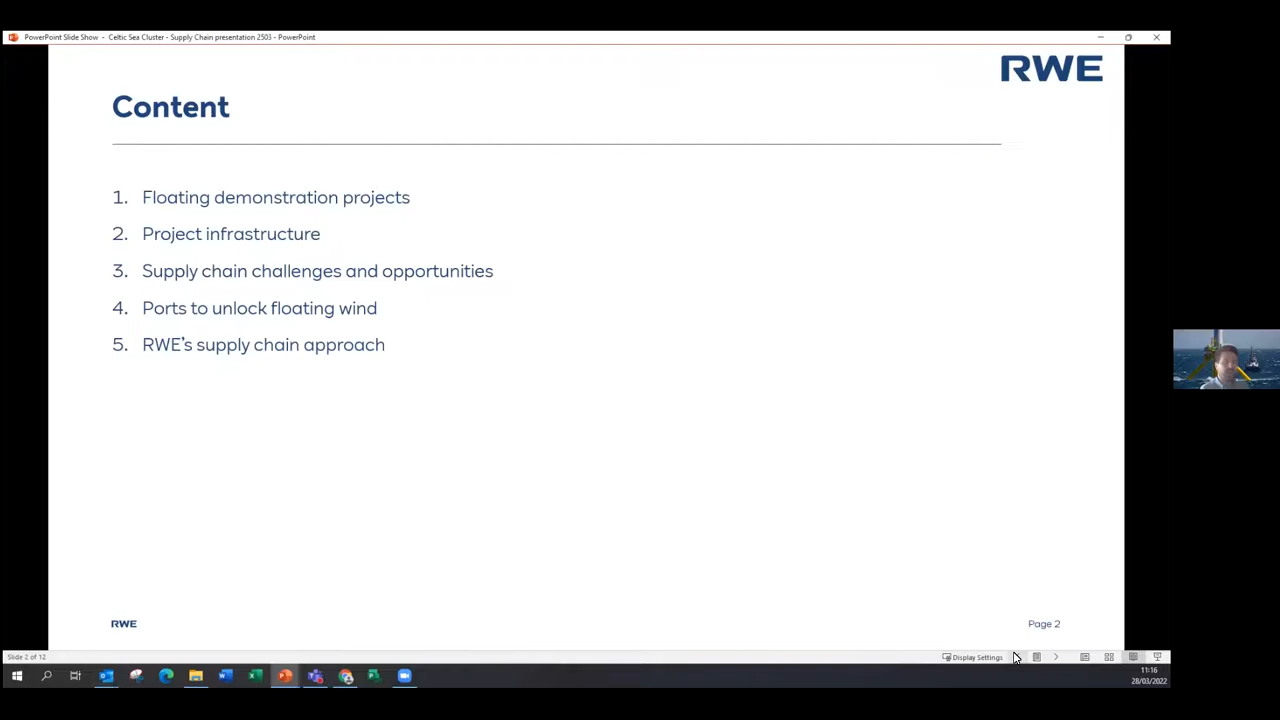 PowerPoint Slide Show - Celtic Sea Cluster - Supply Chain presentation 2503 - PowerPoint
RWE
Content
1. Floating demonstration projects
2. Project infrastructure
3. Supply chain challenges and opportunities
4. Ports to unlock floating wind
5. RWE's supply chain approach
RWE
Page 2
Slide 2 of 12
Display Settings
11:16
28/03/2022